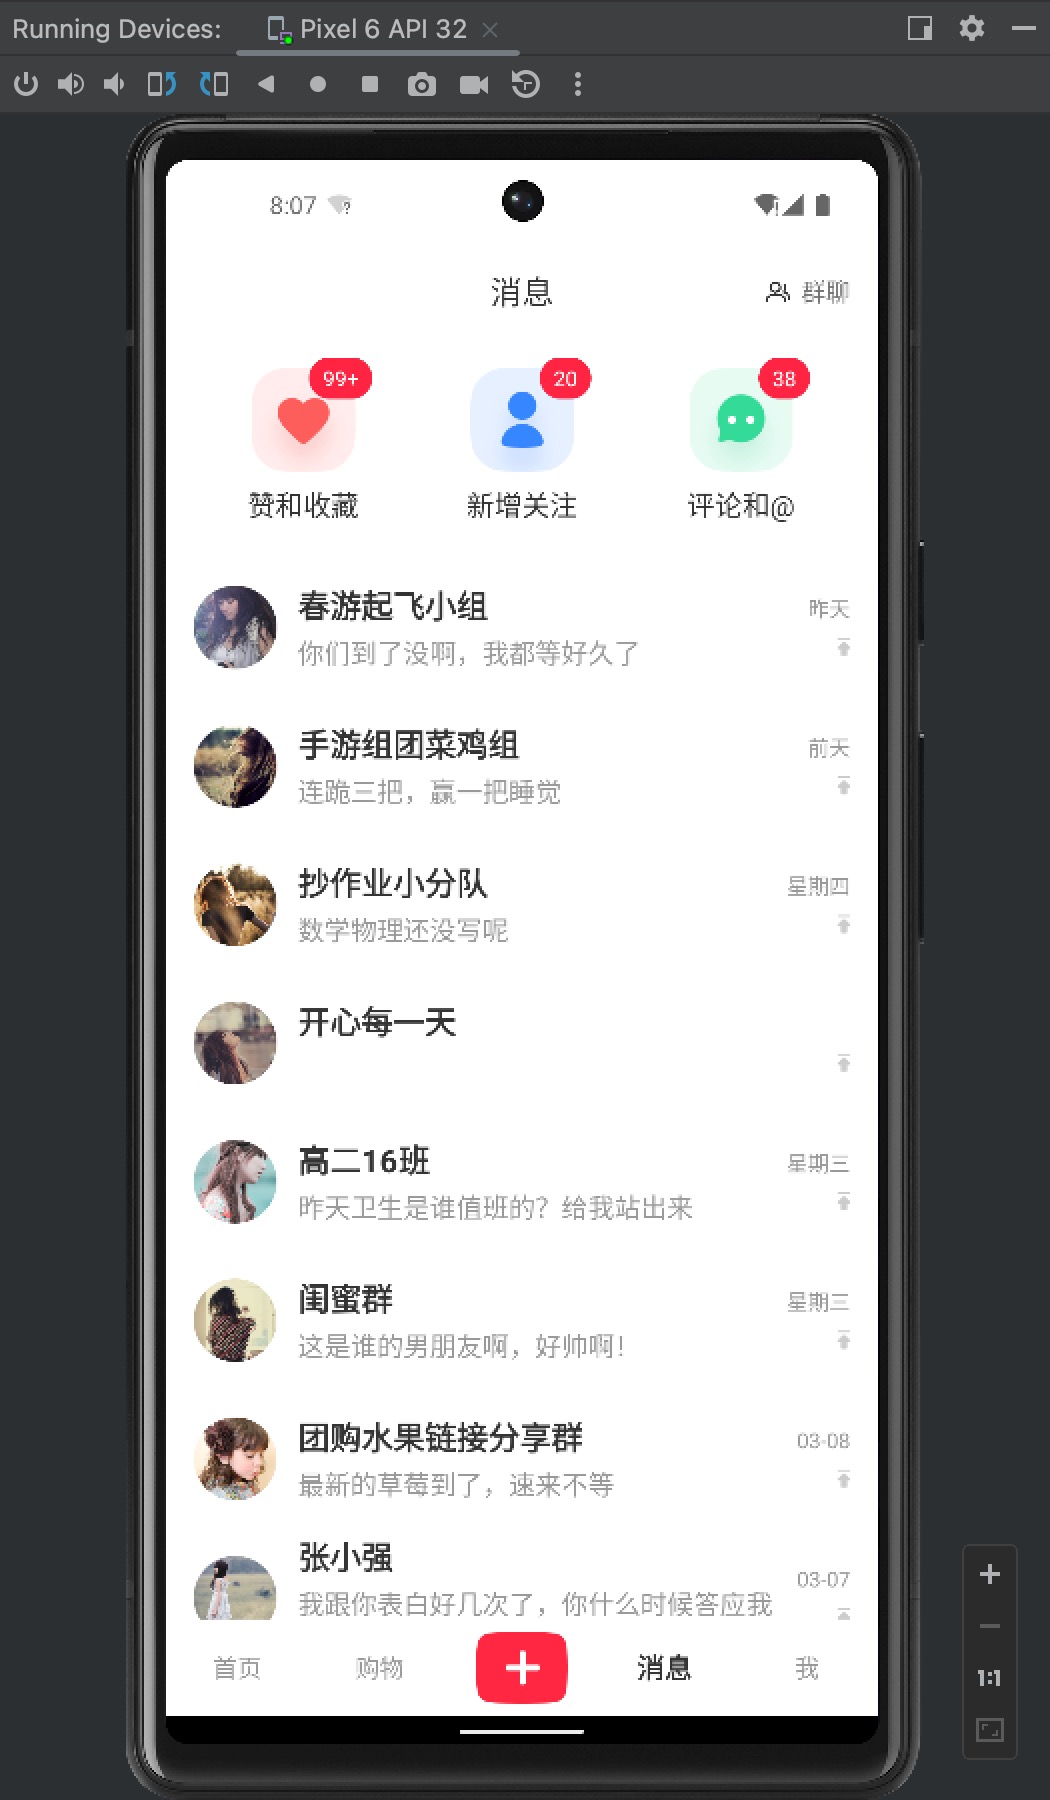 Running Devices: Pixel 6 API 32
8:07
消息
群聊
99+
20
38
赞和收藏
新增关注
评论和@
春游起飞小组
昨天
你们到了没啊，我都等好久了
手游组团菜鸡组
前天
连跪三把，赢一把睡觉
抄作业小分队
星期四
数学物理还没写呢
开心每一天
高二16班
星期三
昨天卫生是谁值班的？给我站出来
闺蜜群
星期三
这是谁的男朋友啊，好帅啊！
团购水果链接分享群
03-08
最新的草莓到了，速来不等
张小强
03-07
我跟你表白好几次了，你什么时候答应我
首页
购物
消息
我
1:1